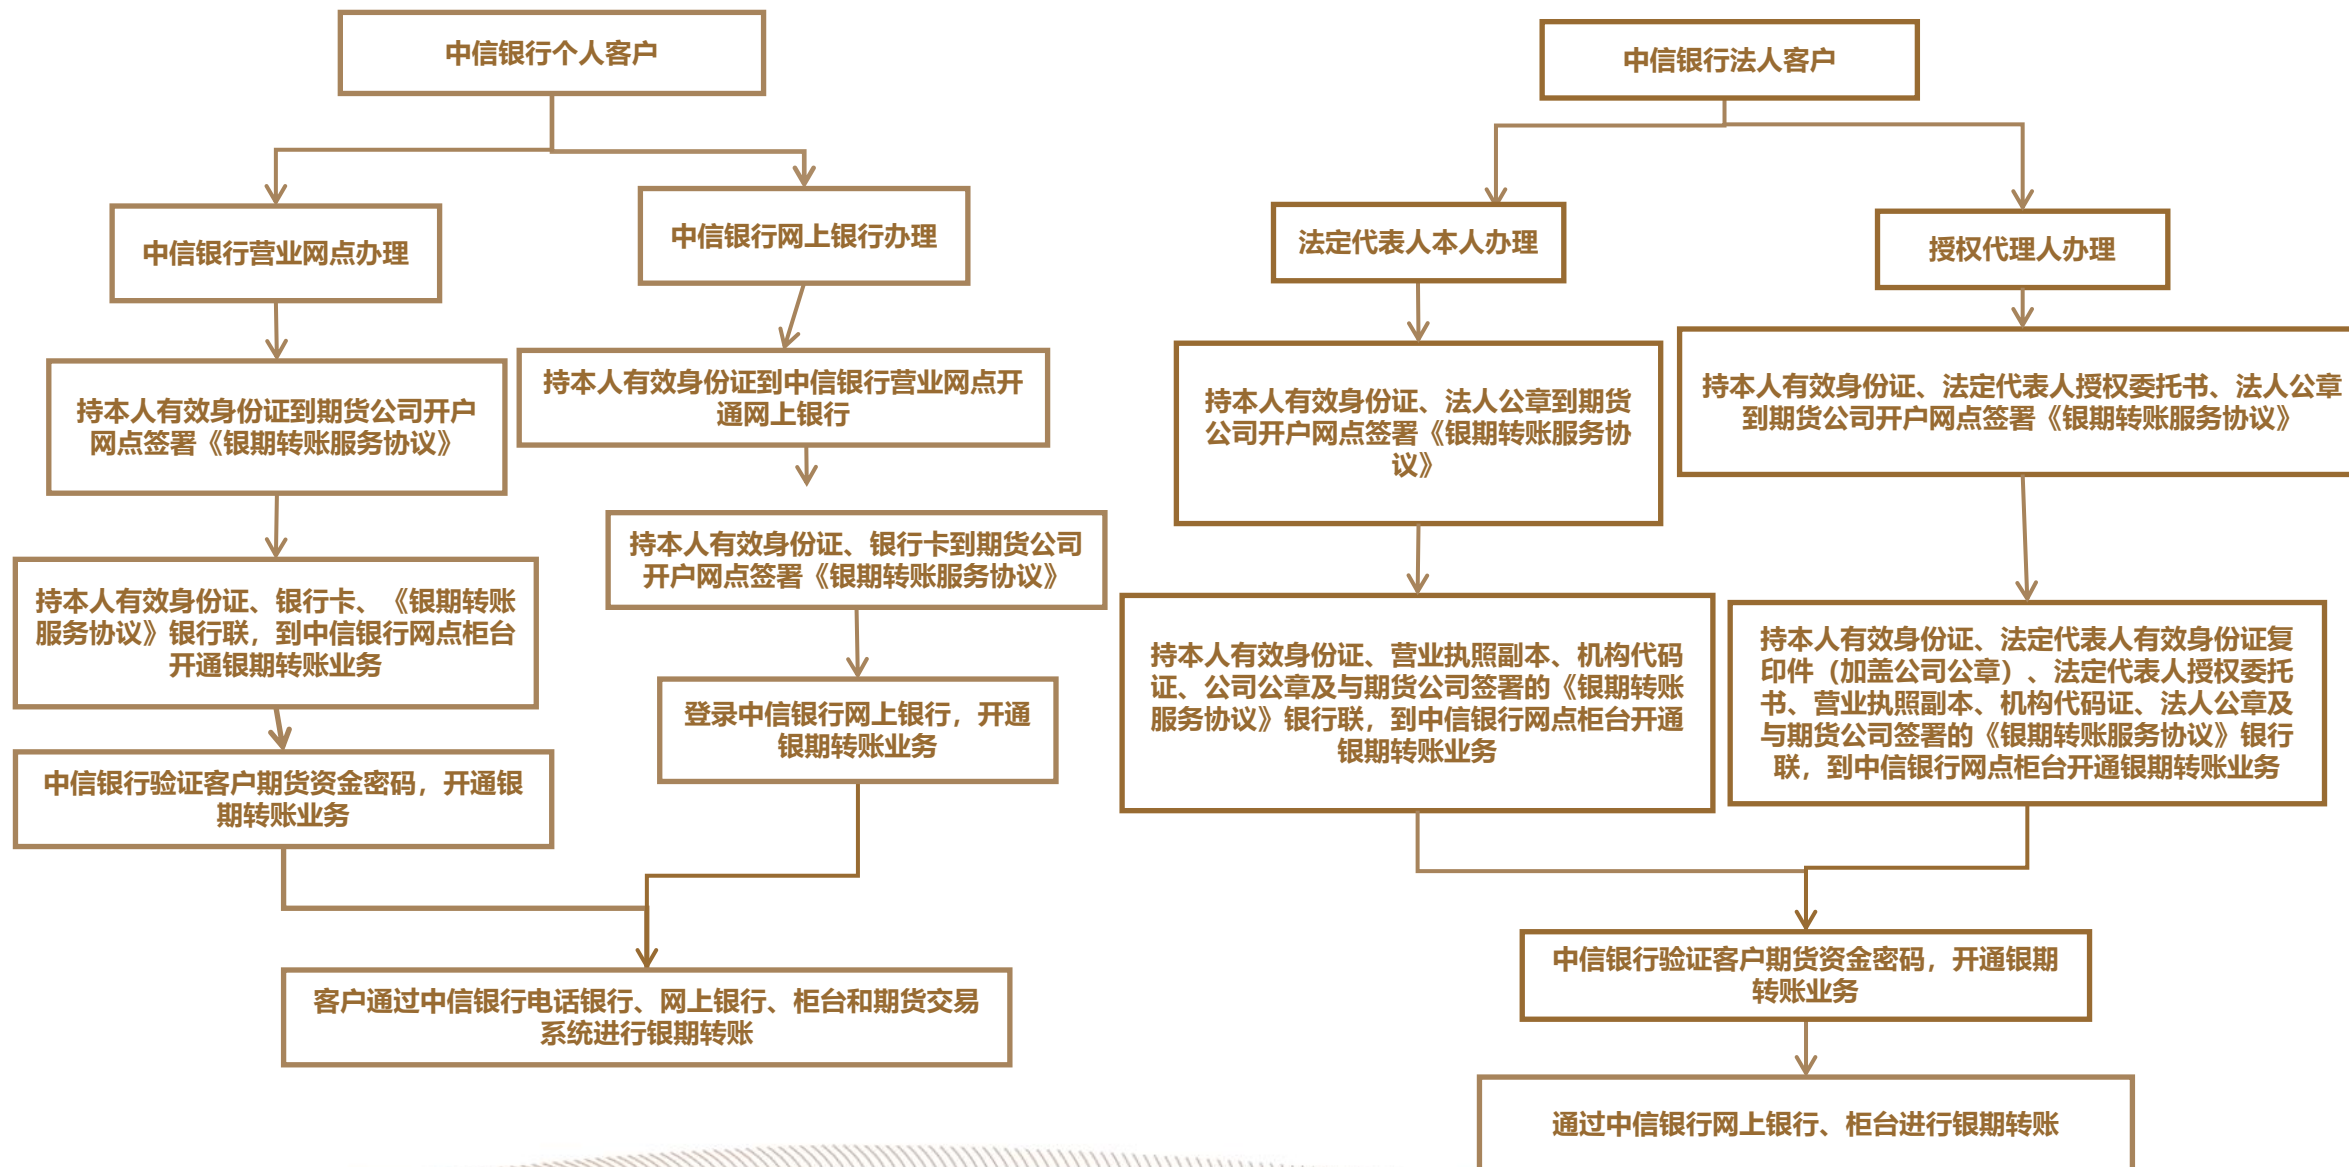 中信银行个人客户
中信银行营业网点办理
持本人有效身份证到期货公司开户
网点签署《银期转账服务协议》
持本人有效身份证、银行卡、《银期转账
服务协议》银行联，到中信银行网点柜台
开通银期转账业务
中信银行验证客户期货资金密码，开通银
期转账业务
中信银行网上银行办理
持本人有效身份证到中信银行营业网点开
通网上银行
持本人有效身份证、银行卡到期货公司
开户网点签署《银期转账服务协议》
登录中信银行网上银行，开通
银期转账业务
客户通过中信银行电话银行、网上银行、柜台和期货交易
系统进行银期转账
中信银行法人客户
法定代表人本人办理
持本人有效身份证、法人公章到期货
公司开户网点签署《银期转账服务协
议》
持本人有效身份证、营业执照副本、机构代码
证、公司公章及与期货公司签署的《银期转账
服务协议》银行联，到中信银行网点柜台开通
银期转账业务
授权代理人办理
持本人有效身份证、法定代表人授权委托书、法人公章
到期货公司开户网点签署《银期转账服务协议》
持本人有效身份证、法定代表人有效身份证复
印件（加盖公司公章）、法定代表人授权委托
书、营业执照副本、机构代码证、法人公章及
与期货公司签署的《银期转账服务协议》银行
联，到中信银行网点柜台开通银期转账业务
中信银行验证客户期货资金密码，开通银期
转账业务
通过中信银行网上银行、柜台进行银期转账